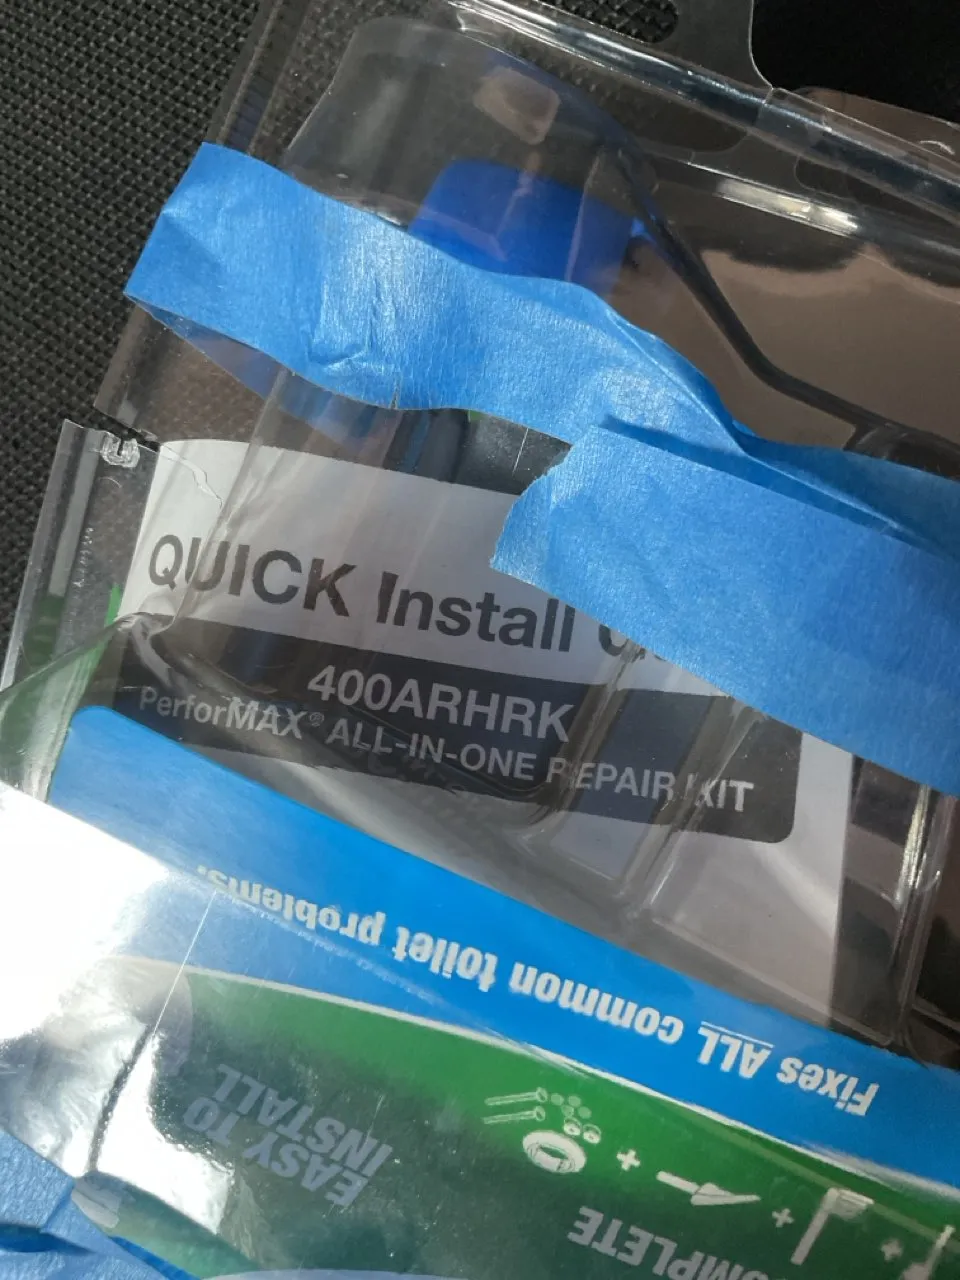 QUICK Install
400ARHRK
PerforMAX® ALL-IN-ONE REPAIR KIT
Fixes ALL common toilet problems.
EASY TO
INSTALL